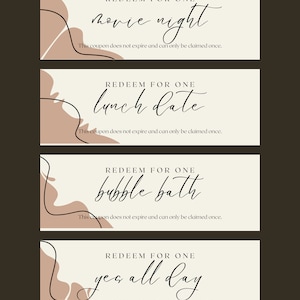 REDEEM FOR ONE
movie night
This coupon does not expire and can only be claimed once.
REDEEM FOR ONE
lunch date
This coupon does not expire and can only be claimed once.
REDEEM FOR ONE
bubble bath
This coupon does not expire and can only be claimed once.
REDEEM FOR ONE
yes all day